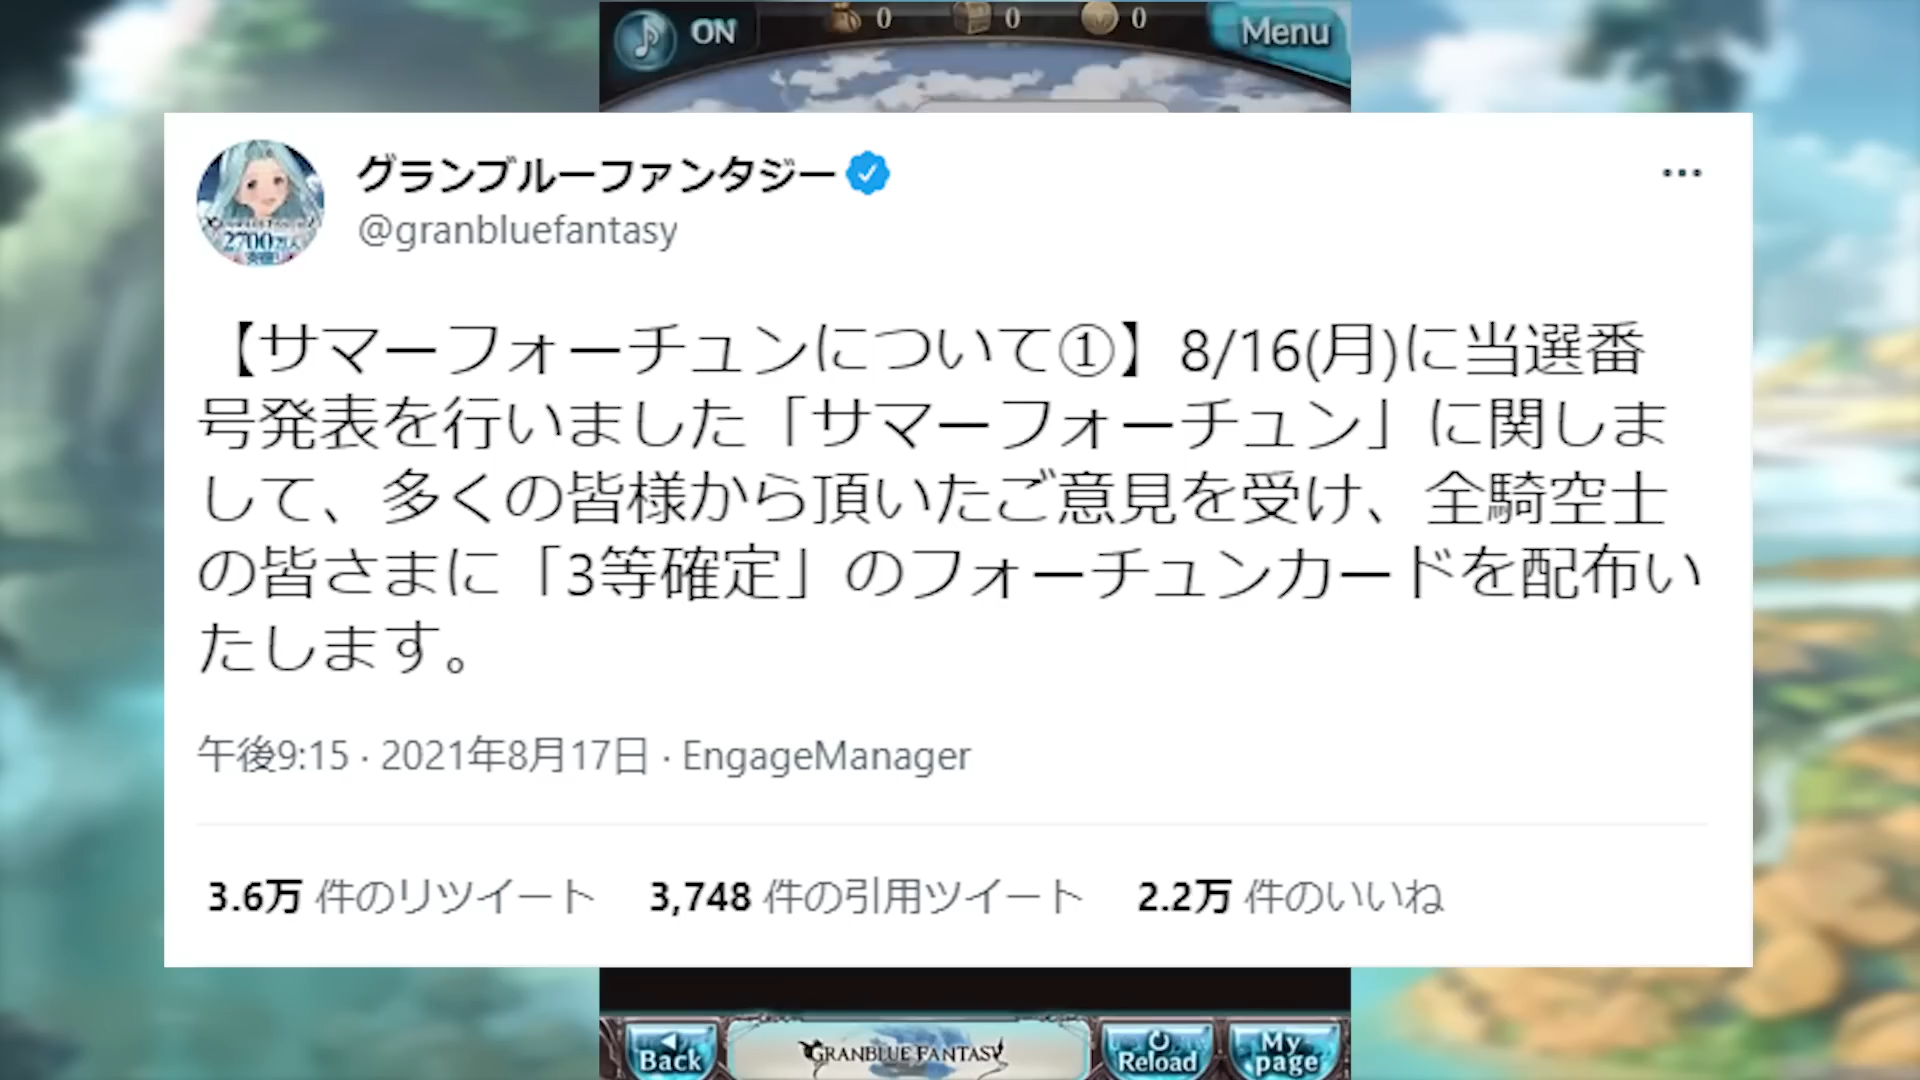 ON
0
0
0
Menu
グランブルーファンタジー
@granbluefantasy
2700万人
【サマーフォーチュンについて①】8/16(月)に当選番
号発表を行いました「サマーフォーチュン」に関しま
して、多くの皆様から頂いたご意見を受け、全騎空士
の皆さまに「3等確定」のフォーチュンカードを配布い
たします。
午後9:15 · 2021年8月17日 · EngageManager
3.6万 件のリツイート 3,748 件の引用ツイート 2.2万 件のいいね
Back
GRANBLUE FANTASY
Reload
My
page